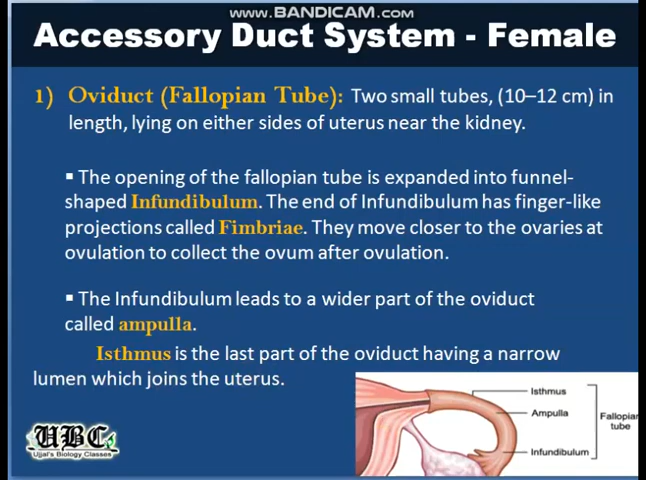 www.BANDICAM.com
Accessory Duct System - Female
1) Oviduct (Fallopian Tube): Two small tubes, (10–12 cm) in
length, lying on either sides of uterus near the kidney.
▪ The opening of the fallopian tube is expanded into funnel-
shaped Infundibulum. The end of Infundibulum has finger-like
projections called Fimbriae. They move closer to the ovaries at
ovulation to collect the ovum after ovulation.
▪ The Infundibulum leads to a wider part of the oviduct
called ampulla.
Isthmus is the last part of the oviduct having a narrow
lumen which joins the uterus.
Isthmus
Ampulla
Fallopian
tube
Infundibulum
UBC
Ujjal's Biology Classes